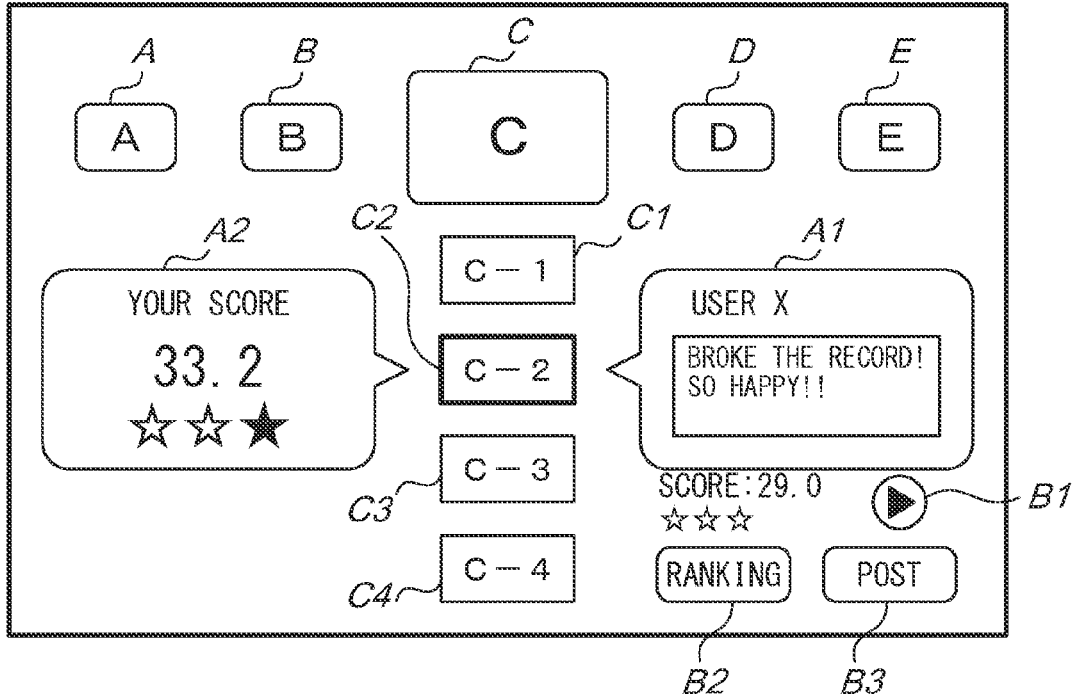 A B C D E
A B C D E
C2 C1
A2 A1
C-1
YOUR SCORE
33.2
☆☆★
USER X
BROKE THE RECORD!
SO HAPPY!!
C-2
C-3
C3
SCORE:29.0
☆☆☆
B1
C-4
C4
RANKING POST
B2 B3